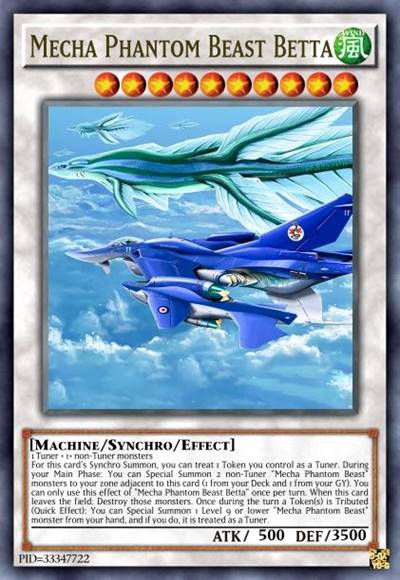 MECHA PHANTOM BEAST BETTA
WIND
風
[MACHINE/SYNCHRO/EFFECT]
1 Tuner + 1+ non-Tuner monsters
For this card's Synchro Summon, you can treat 1 Token you control as a Tuner. During
your Main Phase: You can Special Summon 2 non-Tuner "Mecha Phantom Beast"
monsters to your zone adjacent to this card (1 from your Deck and 1 from your GY). You
can only use this effect of "Mecha Phantom Beast Betta" once per turn. When this card
leaves the field: Destroy those monsters. Once during the turn a Token(s) is Tributed
(Quick Effect): You can Special Summon 1 Level 9 or lower "Mecha Phantom Beast"
monster from your hand, and if you do, it is treated as a Tuner.
ATK/ 500 DEF/3500
PID=33347722